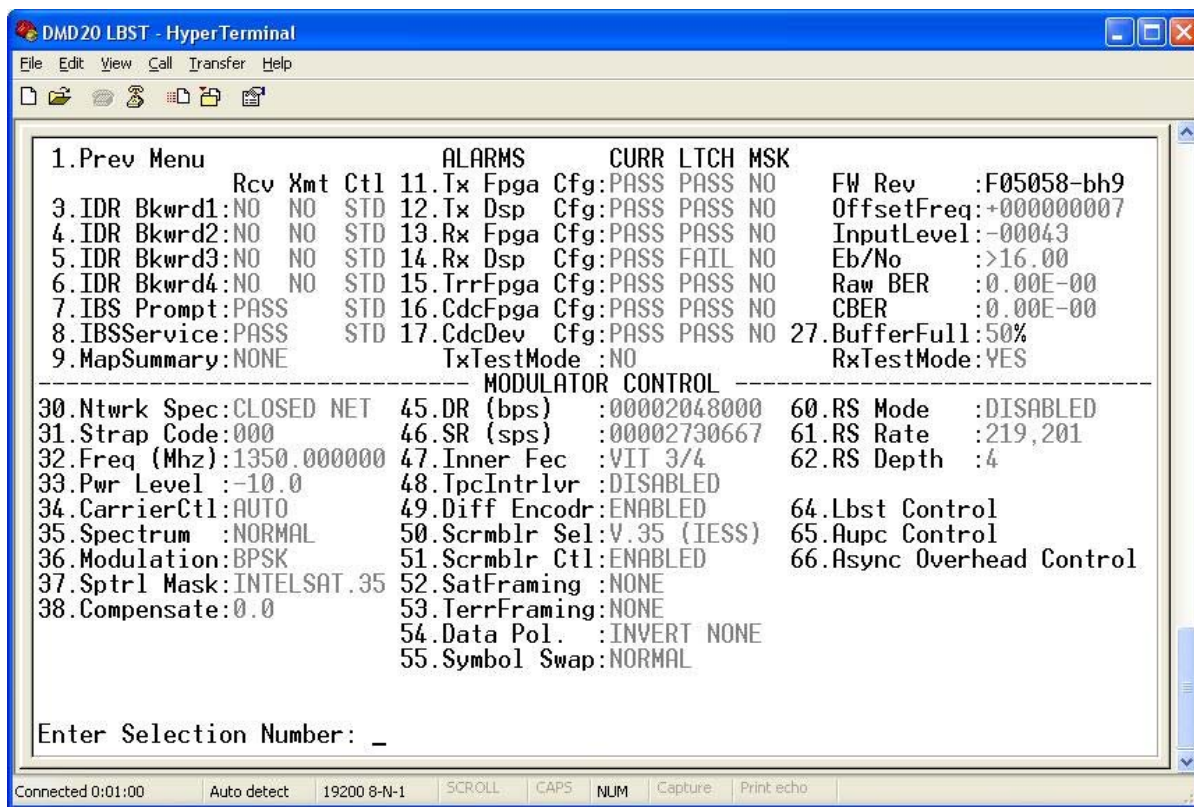 DMD20 LBST - HyperTerminal
File Edit View Call Transfer Help
1.Prev Menu ALARMS CURR LTCH MSK
Rcv Xmt Ctl 11.Tx Fpga Cfg:PASS PASS NO FW Rev :F05058-bh9
3.IDR Bkwrd1:NO NO STD 12.Tx Dsp Cfg:PASS PASS NO OffsetFreq:+000000007
4.IDR Bkwrd2:NO NO STD 13.Rx Fpga Cfg:PASS PASS NO InputLevel:-00043
5.IDR Bkwrd3:NO NO STD 14.Rx Dsp Cfg:PASS FAIL NO Eb/No :>16.00
6.IDR Bkwrd4:NO NO STD 15.TrrFpga Cfg:PASS PASS NO Raw BER :0.00E-00
7.IBS Prompt:PASS STD 16.CdcFpga Cfg:PASS PASS NO CBER :0.00E-00
8.IBSService:PASS STD 17.CdcDev Cfg:PASS PASS NO 27.BufferFull:50%
9.MapSummary:NONE TxTestMode :NO RxTestMode:YES
-------------------------------- MODULATOR CONTROL -------------------------------
30.Ntwrk Spec:CLOSED NET 45.DR (bps) :00002048000 60.RS Mode :DISABLED
31.Strap Code:000 46.SR (sps) :00002730667 61.RS Rate :219,201
32.Freq (Mhz):1350.000000 47.Inner Fec :VIT 3/4 62.RS Depth :4
33.Pwr Level :-10.0 48.TpcIntrlvr :DISABLED
34.CarrierCtl:AUTO 49.Diff Encodr:ENABLED 64.Lbst Control
35.Spectrum :NORMAL 50.Scrmblr Sel:V.35 (IESS) 65.Aupc Control
36.Modulation:BPSK 51.Scrmblr Ctl:ENABLED 66.Async Overhead Control
37.Sptrl Mask:INTELSAT.35 52.SatFraming :NONE
38.Compensate:0.0 53.TerrFraming:NONE
54.Data Pol. :INVERT NONE
55.Symbol Swap:NORMAL
Enter Selection Number: _
Connected 0:01:00 Auto detect 19200 8-N-1 SCROLL CAPS NUM Capture Print echo